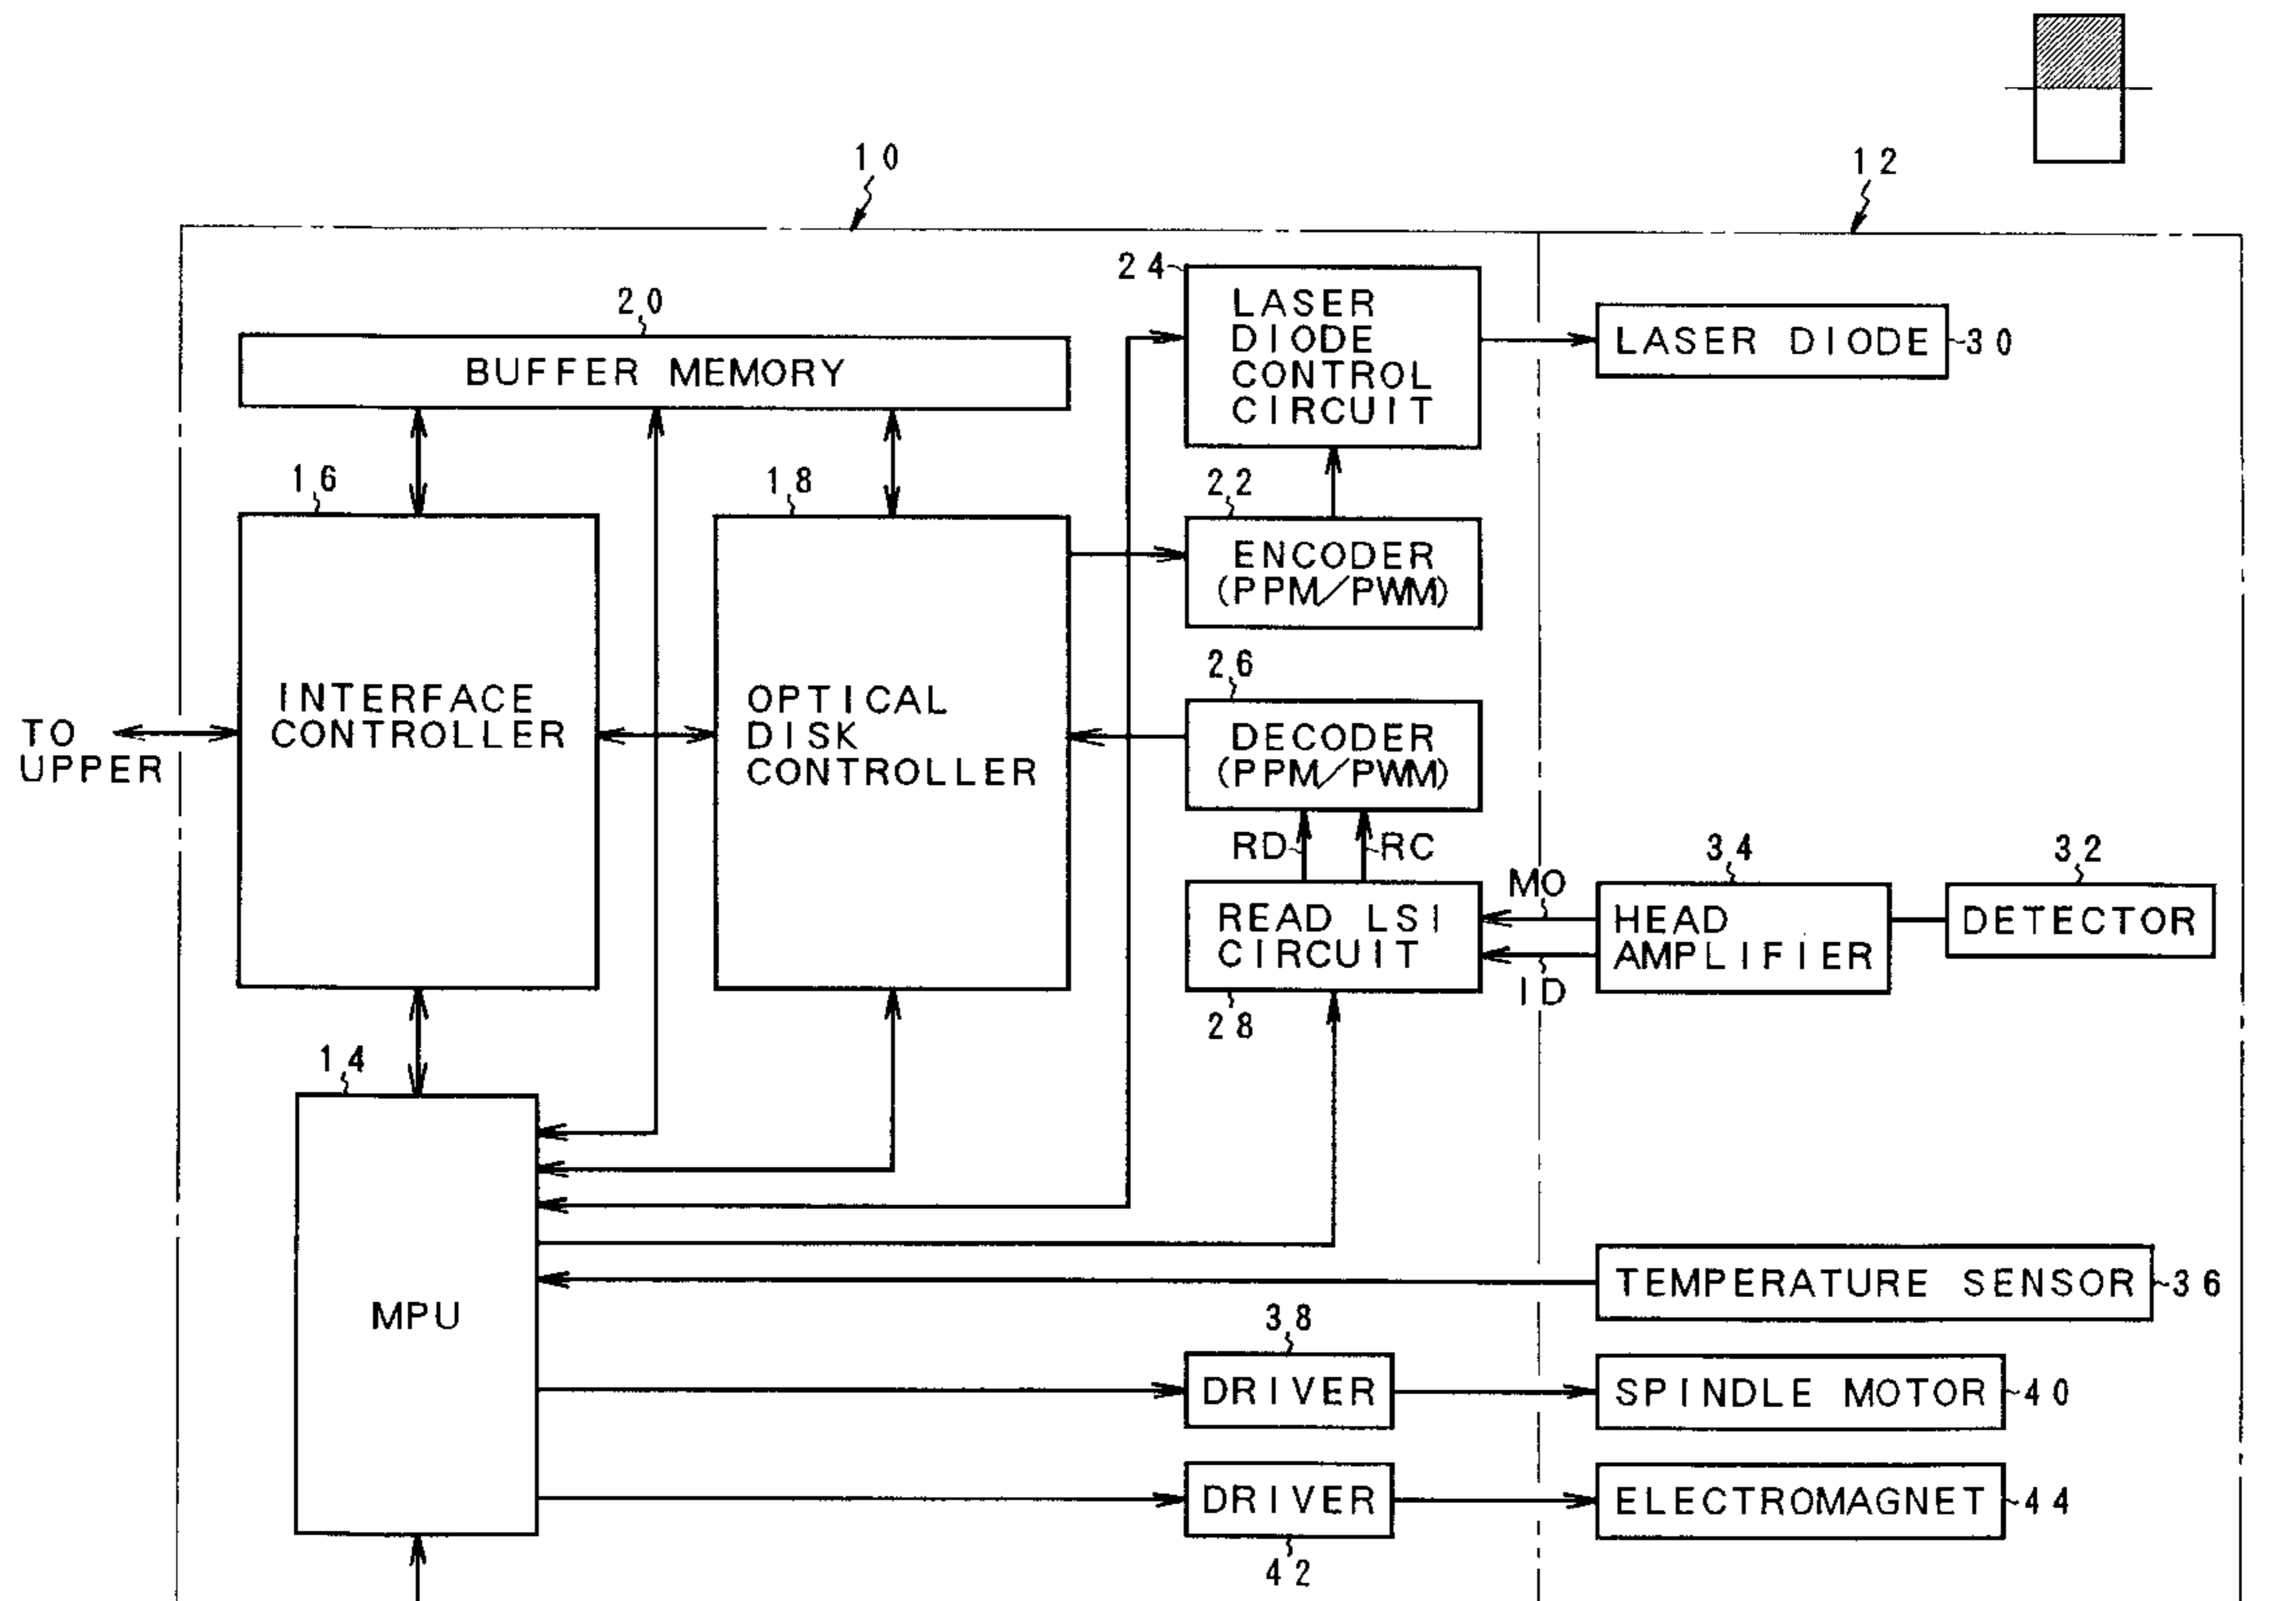 10
12
24
LASER
DIODE
CONTROL
CIRCUIT
20
BUFFER MEMORY
LASER DIODE
30
16
18
22
ENCODER
(PPM/PWM)
26
INTERFACE
CONTROLLER
OPTICAL
DISK
CONTROLLER
DECODER
(PPM/PWM)
TO
UPPER
RD
RC
34
32
MO
READ LSI
CIRCUIT
HEAD
AMPLIFIER
DETECTOR
ID
28
14
MPU
TEMPERATURE SENSOR
36
38
DRIVER
SPINDLE MOTOR
40
DRIVER
ELECTROMAGNET
44
42